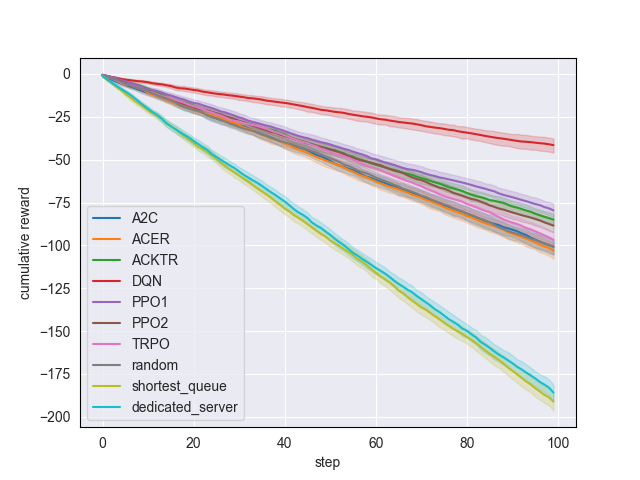 0
−25
−50
−75
−100
−125
−150
−175
−200
cumulative reward
A2C
ACER
ACKTR
DQN
PPO1
PPO2
TRPO
random
shortest_queue
dedicated_server
0 20 40 60 80 100
step